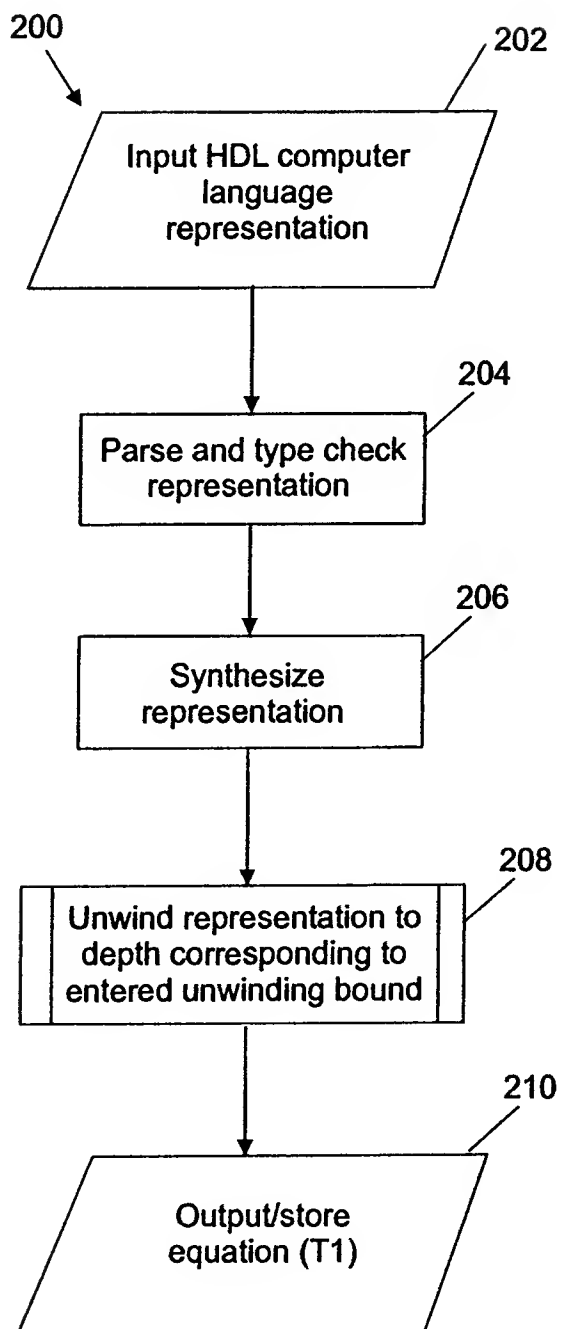 200
202
Input HDL computer
language
representation
204
Parse and type check
representation
206
Synthesize
representation
208
Unwind representation to
depth corresponding to
entered unwinding bound
210
Output/store
equation (T1)